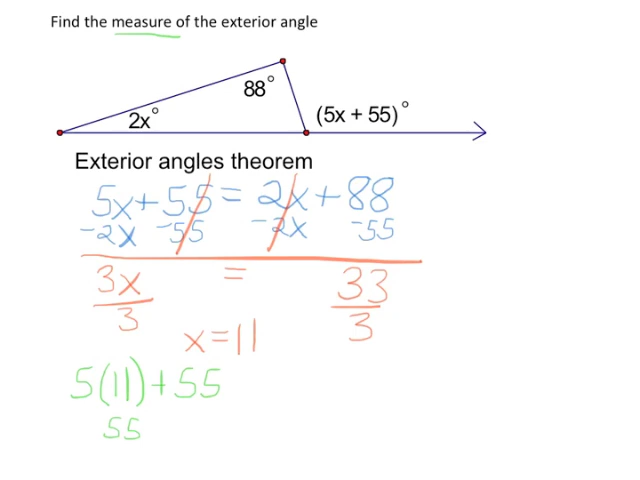 Find the measure of the exterior angle
88°
2x°
(5x + 55)°
Exterior angles theorem
5x+55=2x+88
-2x -55 -2x -55
3x = 33
3 3
x=11
5(11)+55
55